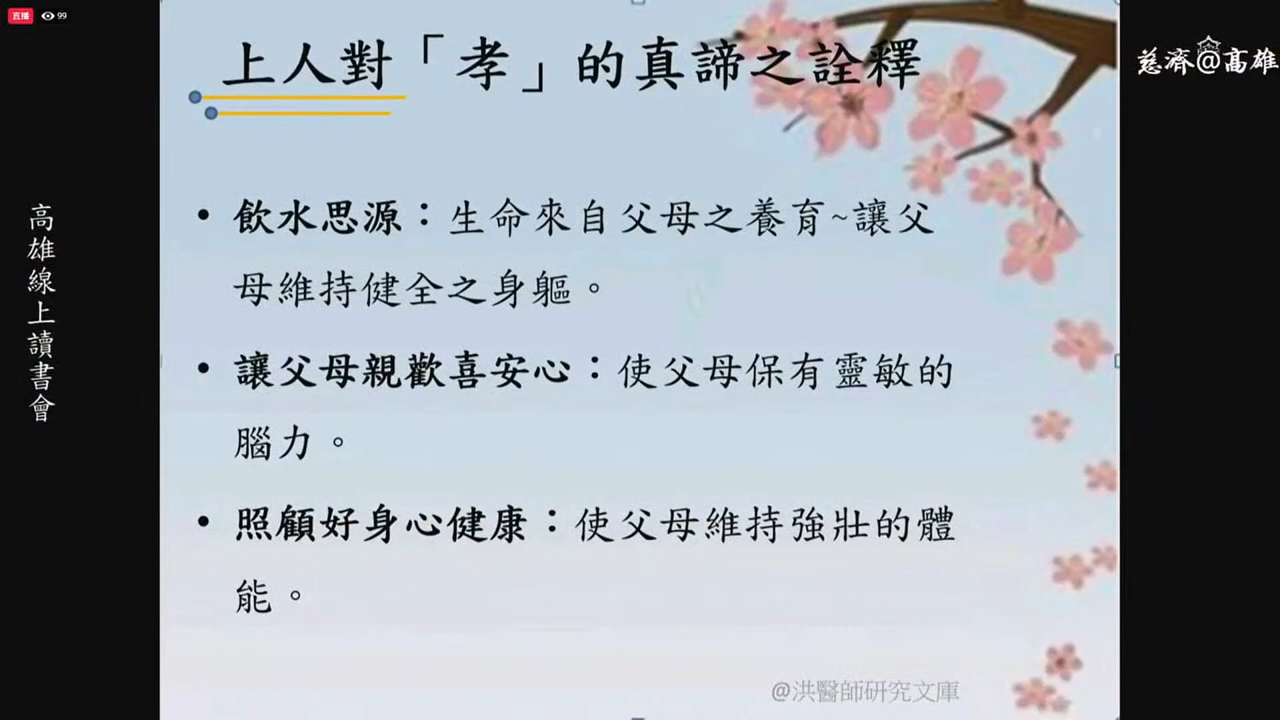 直播 99
上人對「孝」的真諦之詮釋
慈濟@高雄
高雄線上讀書會
• 飲水思源：生命來自父母之養育~讓父
母維持健全之身軀。
• 讓父母親歡喜安心：使父母保有靈敏的
腦力。
• 照顧好身心健康：使父母維持強壯的體
能。
@洪醫師研究文庫